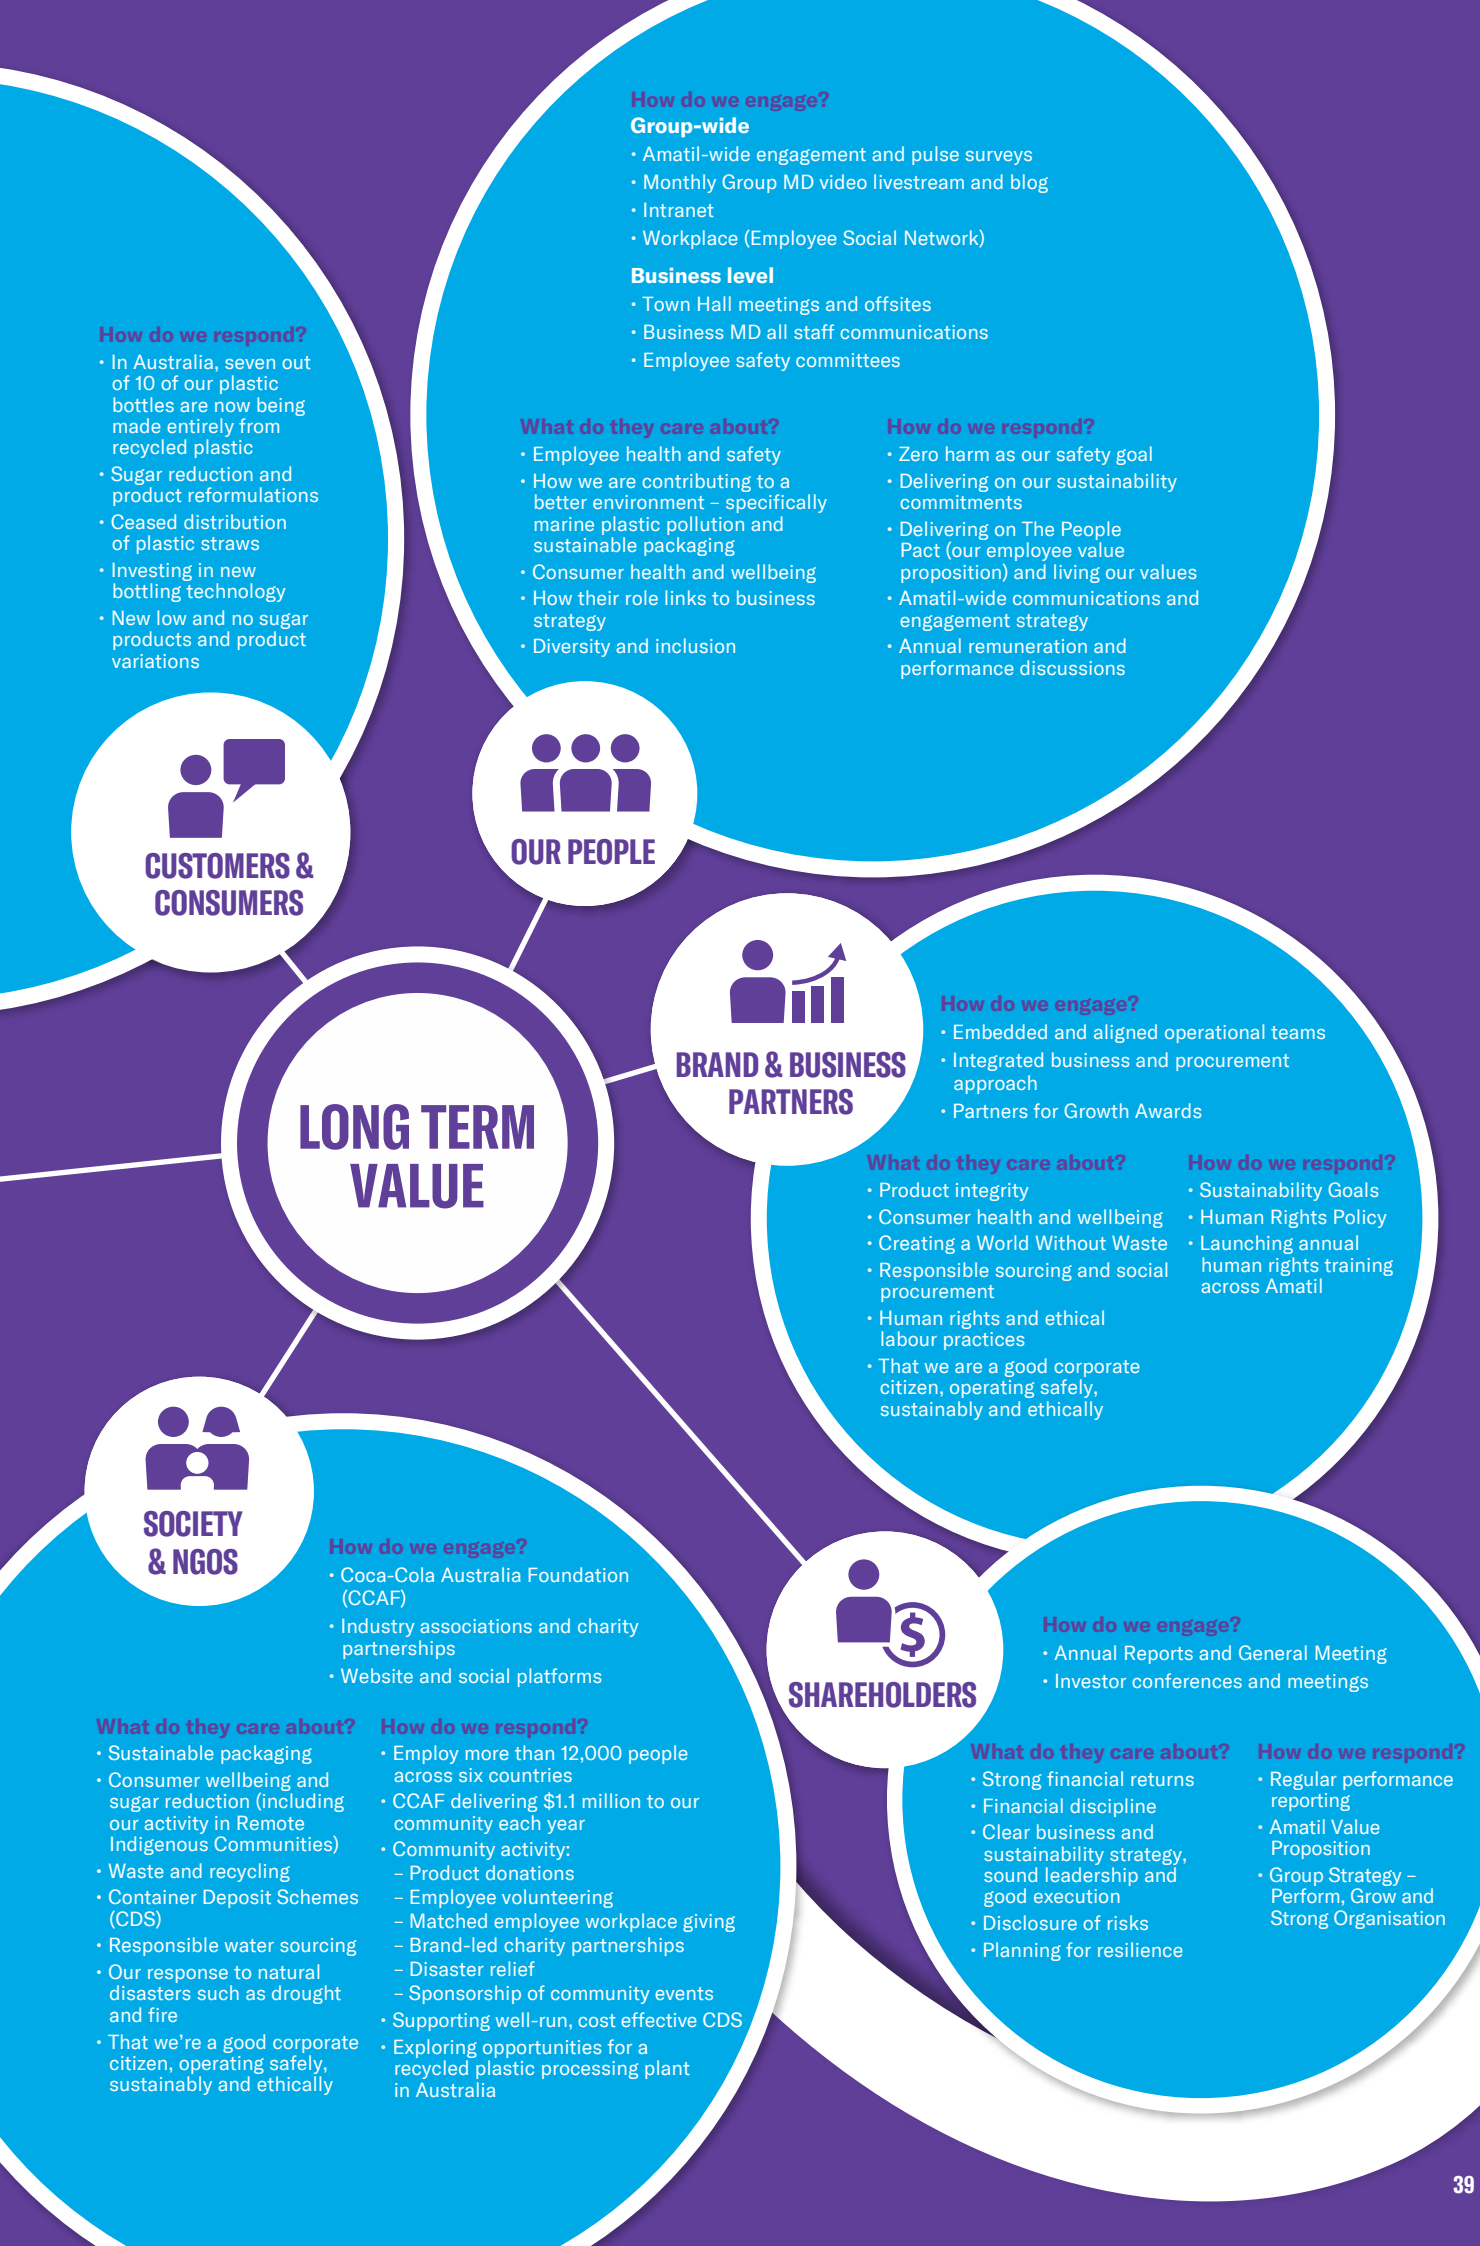 How do we respond?
• In Australia, seven out
of 10 of our plastic
bottles are now being
made entirely from
recycled plastic
• Sugar reduction and
product reformulations
• Ceased distribution
of plastic straws
• Investing in new
bottling technology
• New low and no sugar
products and product
variations
CUSTOMERS &
CONSUMERS
How do we engage?
Group-wide
• Amatil-wide engagement and pulse surveys
• Monthly Group MD video livestream and blog
• Intranet
• Workplace (Employee Social Network)
Business level
• Town Hall meetings and offsites
• Business MD all staff communications
• Employee safety committees
What do they care about?
• Employee health and safety
• How we are contributing to a
better environment – specifically
marine plastic pollution and
sustainable packaging
• Consumer health and wellbeing
• How their role links to business
strategy
• Diversity and inclusion
How do we respond?
• Zero harm as our safety goal
• Delivering on our sustainability
commitments
• Delivering on The People
Pact (our employee value
proposition) and living our values
• Amatil-wide communications and
engagement strategy
• Annual remuneration and
performance discussions
OUR PEOPLE
LONG TERM
VALUE
BRAND & BUSINESS
PARTNERS
How do we engage?
• Embedded and aligned operational teams
• Integrated business and procurement
approach
• Partners for Growth Awards
What do they care about?
• Product integrity
• Consumer health and wellbeing
• Creating a World Without Waste
• Responsible sourcing and social
procurement
• Human rights and ethical
labour practices
• That we are a good corporate
citizen, operating safely,
sustainably and ethically
How do we respond?
• Sustainability Goals
• Human Rights Policy
• Launching annual
human rights training
across Amatil
SOCIETY
& NGOS
How do we engage?
• Coca-Cola Australia Foundation
(CCAF)
• Industry associations and charity
partnerships
• Website and social platforms
What do they care about?
• Sustainable packaging
• Consumer wellbeing and
sugar reduction (including
our activity in Remote
Indigenous Communities)
• Waste and recycling
• Container Deposit Schemes
(CDS)
• Responsible water sourcing
• Our response to natural
disasters such as drought
and fire
• That we’re a good corporate
citizen, operating safely,
sustainably and ethically
How do we respond?
• Employ more than 12,000 people
across six countries
• CCAF delivering $1.1 million to our
community each year
• Community activity:
– Product donations
– Employee volunteering
– Matched employee workplace giving
– Brand-led charity partnerships
– Disaster relief
– Sponsorship of community events
• Supporting well-run, cost effective CDS
• Exploring opportunities for a
recycled plastic processing plant
in Australia
$
SHAREHOLDERS
How do we engage?
• Annual Reports and General Meeting
• Investor conferences and meetings
What do they care about?
• Strong financial returns
• Financial discipline
• Clear business and
sustainability strategy,
sound leadership and
good execution
• Disclosure of risks
• Planning for resilience
How do we respond?
• Regular performance
reporting
• Amatil Value
Proposition
• Group Strategy –
Perform, Grow and
Strong Organisation
39